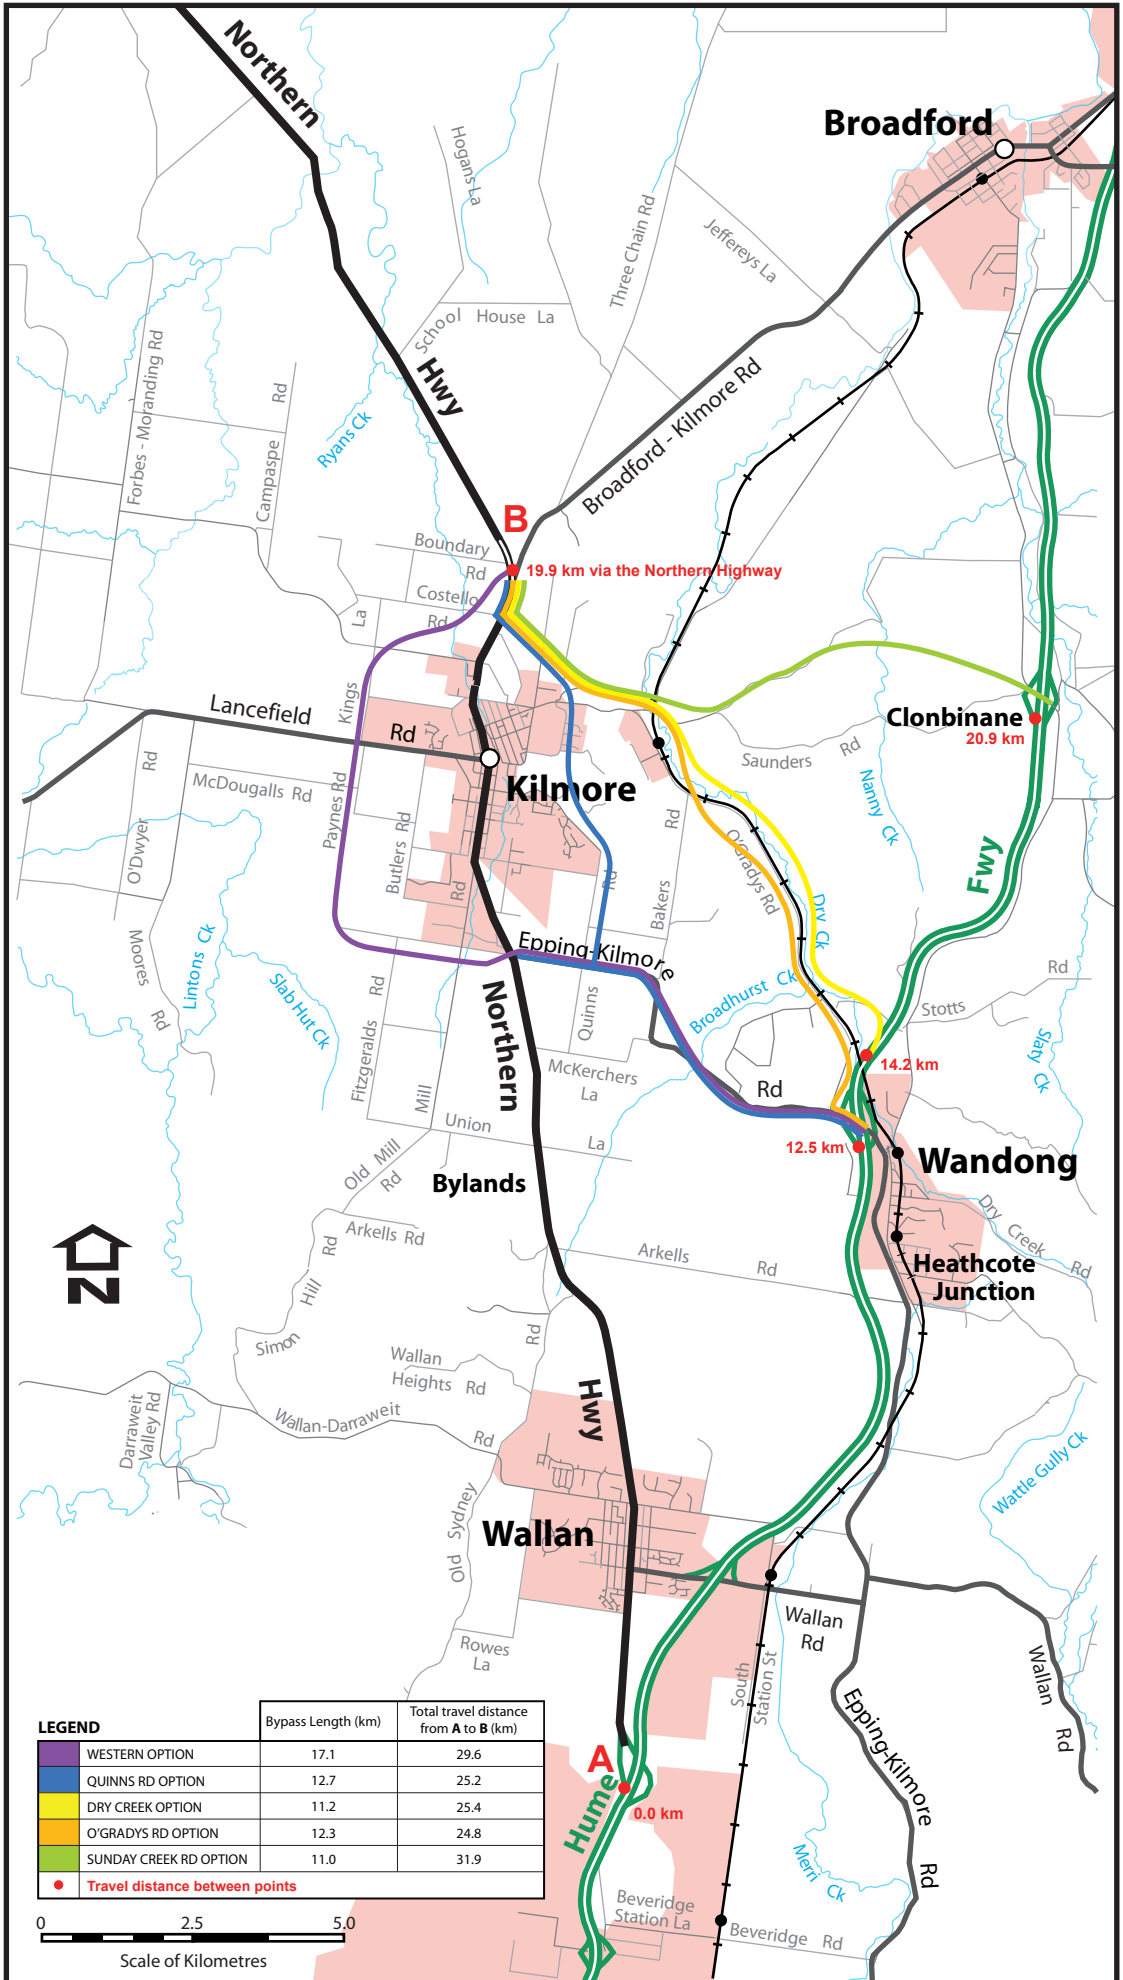 Northern
Hwy
Broadford
Hogans La
Three Chain Rd
Jeffereys La
School House La
Forbes - Moranding Rd
Campaspe Rd
Ryans Ck
Broadford - Kilmore Rd
B
Boundary
Rd
19.9 km via the Northern Highway
Costello
Rd
La
Kings
Lancefield
Rd
Clonbinane
20.9 km
Saunders Rd
Nanny Ck
Fwy
Rd
McDougalls Rd
Paynes Rd
Kilmore
O'Dwyer
Butlers Rd
Rd
Rd
Rd
Bakers
O'Gradys Rd
Dry Ck
Moores
Rd
Lintons Ck
Slab Hut Ck
Epping-Kilmore
Broadhurst Ck
Rd
Stotts
Slaty Ck
Rd
Fitzgeralds
Mill
Northern
Quinns
McKerchers
La
Rd
14.2 km
12.5 km
Wandong
Union
La
Old Mill
Rd
Bylands
Arkells Rd
Dry Creek Rd
N
Rd
Hill
Simon
Arkells
Rd
Heathcote
Junction
Rd
Wallan
Heights Rd
Darraweit
Valley Rd
Wallan-Darraweit
Rd
Hwy
Wattle Gully Ck
Old Sydney
Wallan
Wallan
Rd
Rowes
La
South
Station St
Wallan
Rd
Epping-Kilmore
Rd
A
Hume
0.0 km
Merri Ck
Beveridge
Station La
Beveridge Rd
LEGEND
Bypass Length (km)
Total travel distance
from A to B (km)
WESTERN OPTION 17.1 29.6
QUINNS RD OPTION 12.7 25.2
DRY CREEK OPTION 11.2 25.4
O'GRADYS RD OPTION 12.3 24.8
SUNDAY CREEK RD OPTION 11.0 31.9
Travel distance between points
0 2.5 5.0
Scale of Kilometres